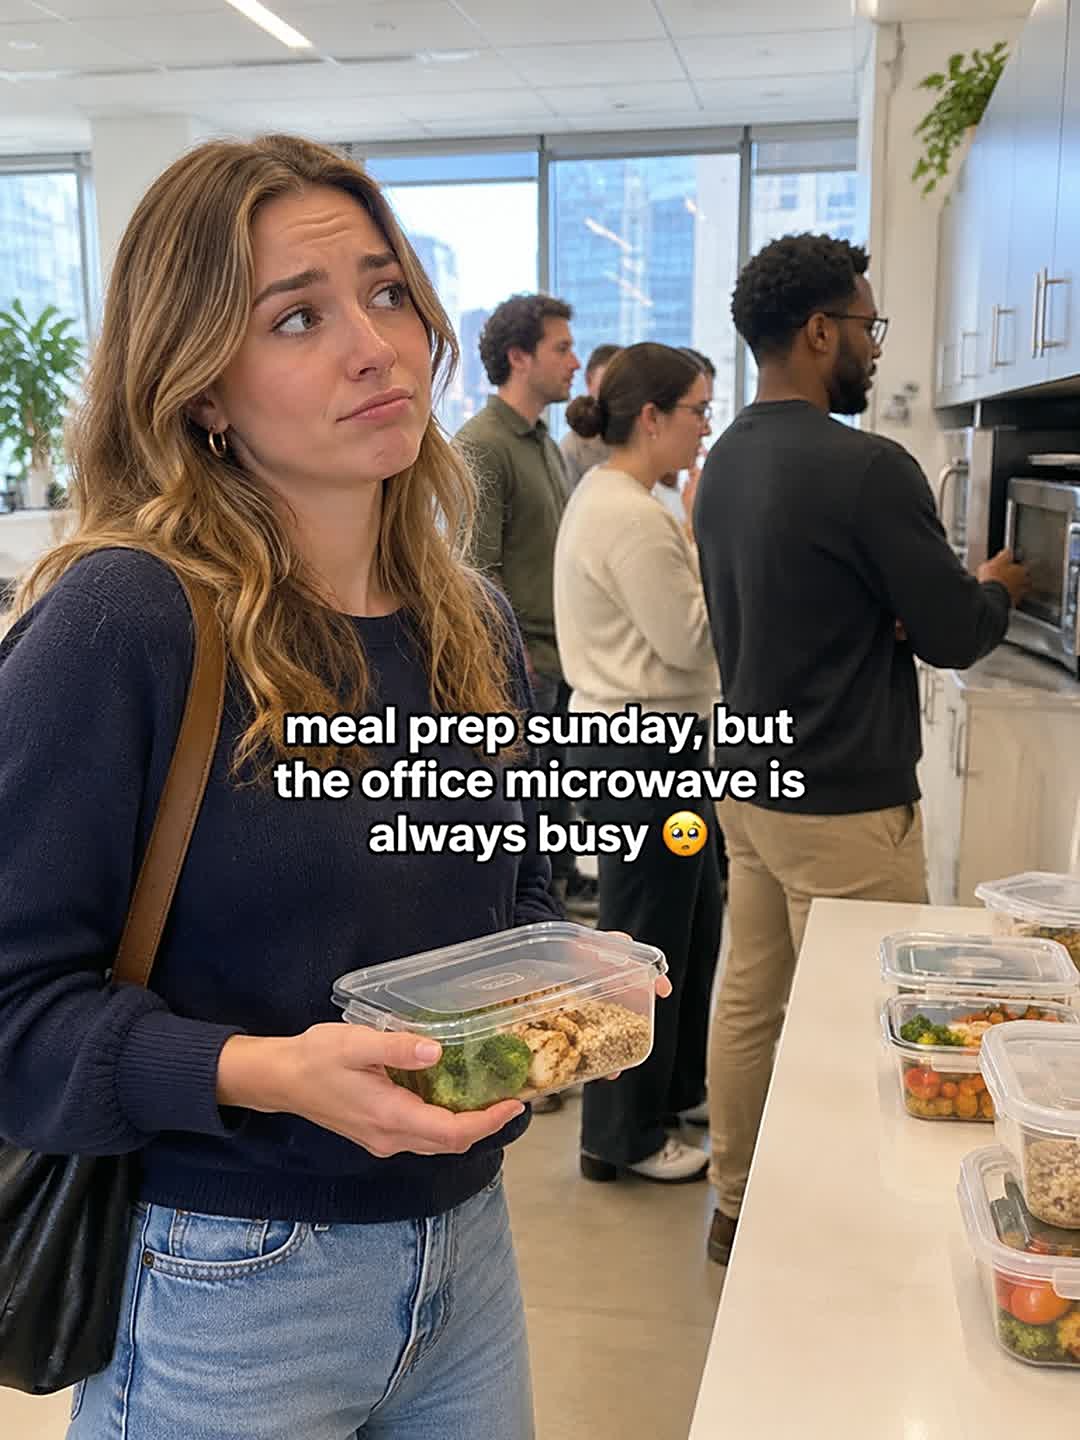 meal prep sunday, but
the office microwave is
always busy 🥺